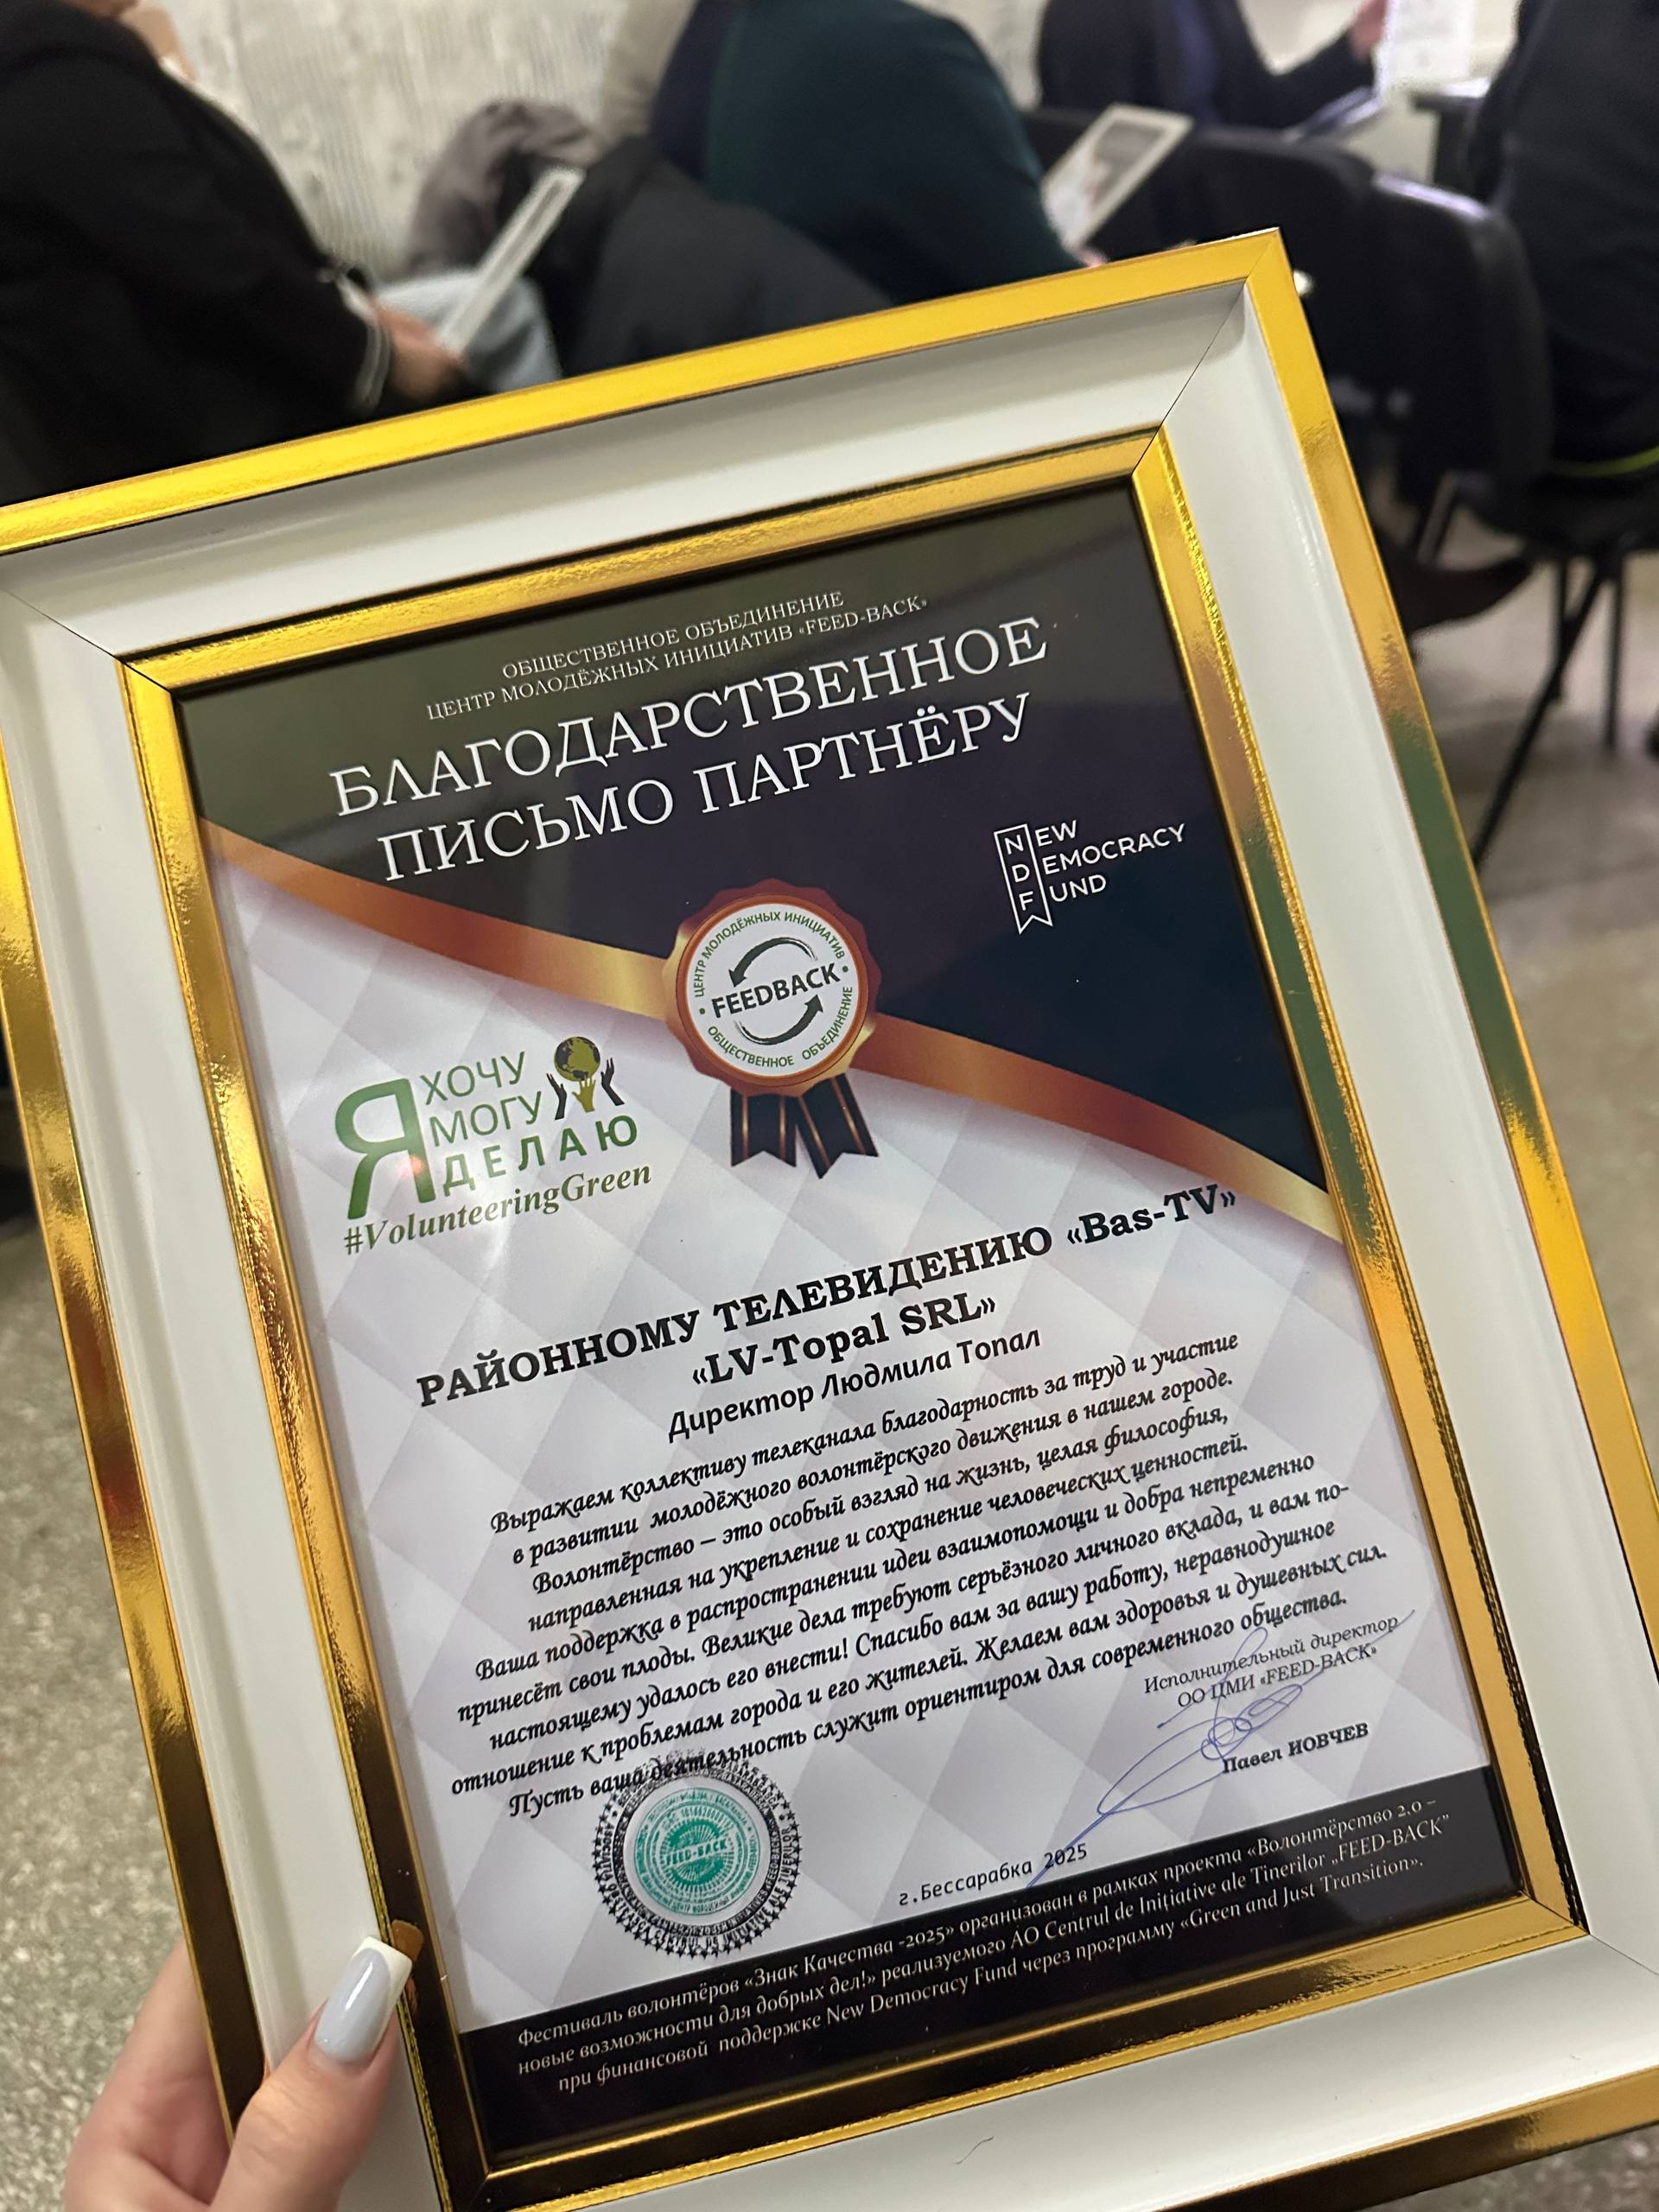 ОБЩЕСТВЕННОЕ ОБЪЕДИНЕНИЕ
ЦЕНТР МОЛОДЁЖНЫХ ИНИЦИАТИВ «FEED-BACK»
БЛАГОДАРСТВЕННОЕ
ПИСЬМО ПАРТНЁРУ
NEW
DEMOCRACY
FUND
ЦЕНТР МОЛОДЁЖНЫХ ИНИЦИАТИВ
FEEDBACK
ОБЩЕСТВЕННОЕ ОБЪЕДИНЕНИЕ
Я ХОЧУ
МОГУ
ДЕЛАЮ
#VolunteeringGreen
РАЙОННОМУ ТЕЛЕВИДЕНИЮ «Bas-TV»
«LV-Topal SRL»
Директор Людмила Топал
Выражаем коллективу телеканала благодарность за труд и участие
в развитии молодёжного волонтёрского движения в нашем городе.
Волонтёрство – это особый взгляд на жизнь, целая философия,
направленная на укрепление и сохранение человеческих ценностей.
Ваша поддержка в распространении идеи взаимопомощи и добра непременно
принесёт свои плоды. Великие дела требуют серьёзного личного вклада, и вам по-
настоящему удалось его внести! Спасибо вам за вашу работу, неравнодушное
отношение к проблемам города и его жителей. Желаем вам здоровья и душевных сил.
Пусть ваша деятельность служит ориентиром для современного общества.
Исполнительный директор
ОО ЦМИ «FEED-BACK»
Павел ИОВЧЕВ
FEED-BACK
г.Бессарабка 2025
Фестиваль волонтёров «Знак Качества -2025» организован в рамках проекта «Волонтёрство 2.0 –
новые возможности для добрых дел!» реализуемого AO Centrul de Inițiative ale Tinerilor „FEED-BACK”
при финансовой поддержке New Democracy Fund через программу «Green and Just Transition».